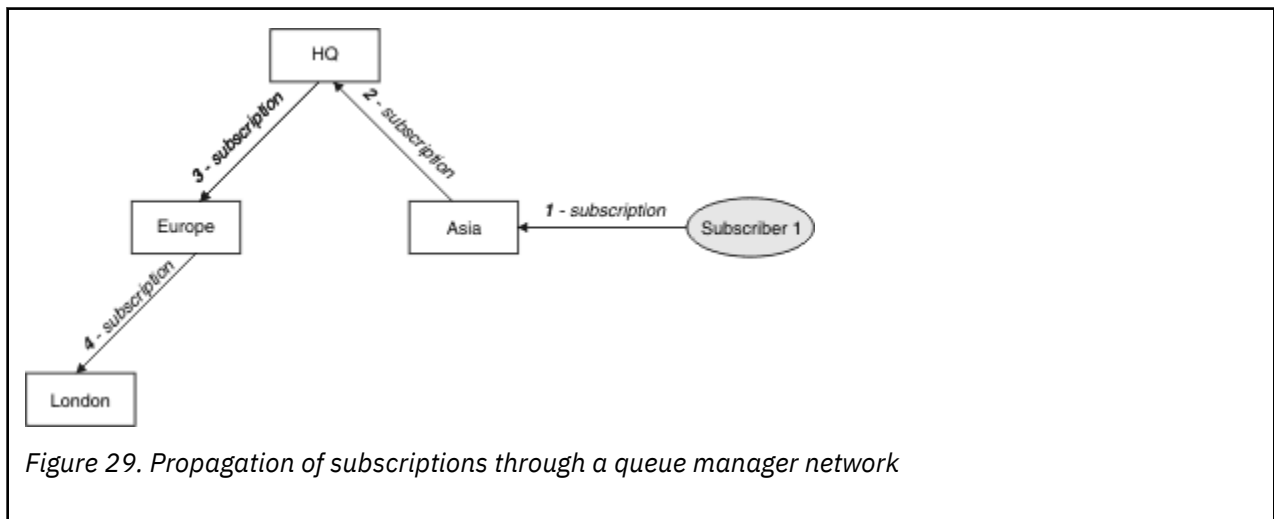 HQ
3 - subscription
2 - subscription
Europe
Asia
1 - subscription
Subscriber 1
4 - subscription
London
Figure 29. Propagation of subscriptions through a queue manager network